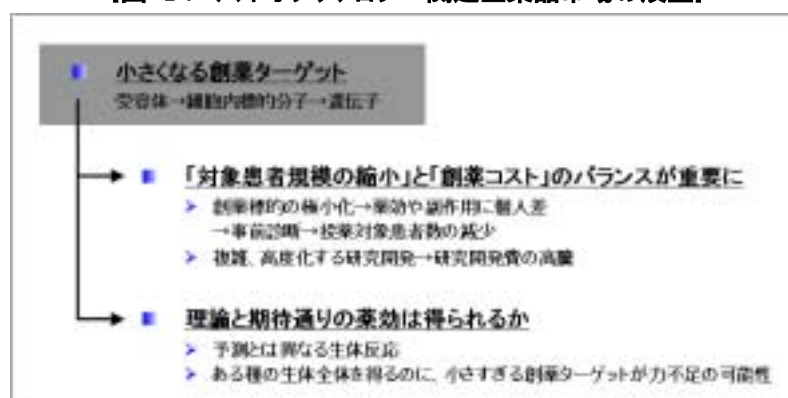 小さくなる創薬ターゲット
受容体→細胞内標的分子→遺伝子
「対象患者規模の縮小」と「創薬コスト」のバランスが重要に
創薬標的の極小化→薬効や副作用に個人差
→事前診断→投薬対象患者数の減少
複雑、高度化する研究開発→研究開発費の高騰
理論と期待通りの薬効は得られるか
予測とは異なる生体反応
ある種の生体全体を得るのに、小さすぎる創薬ターゲットが力不足の可能性